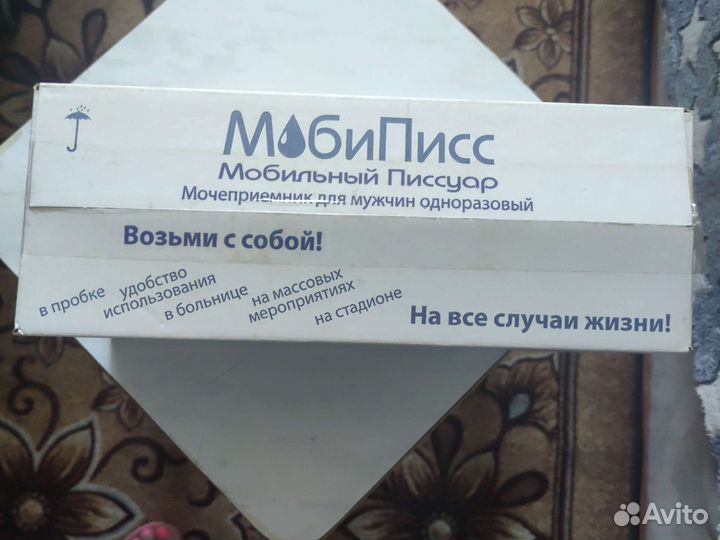 МобиПисс
Мобильный Писсуар
Мочеприемник для мужчин одноразовый
Возьми с собой!
в пробке
удобство
использования
в больнице
на массовых
мероприятиях
на стадионе
На все случаи жизни!
Avito